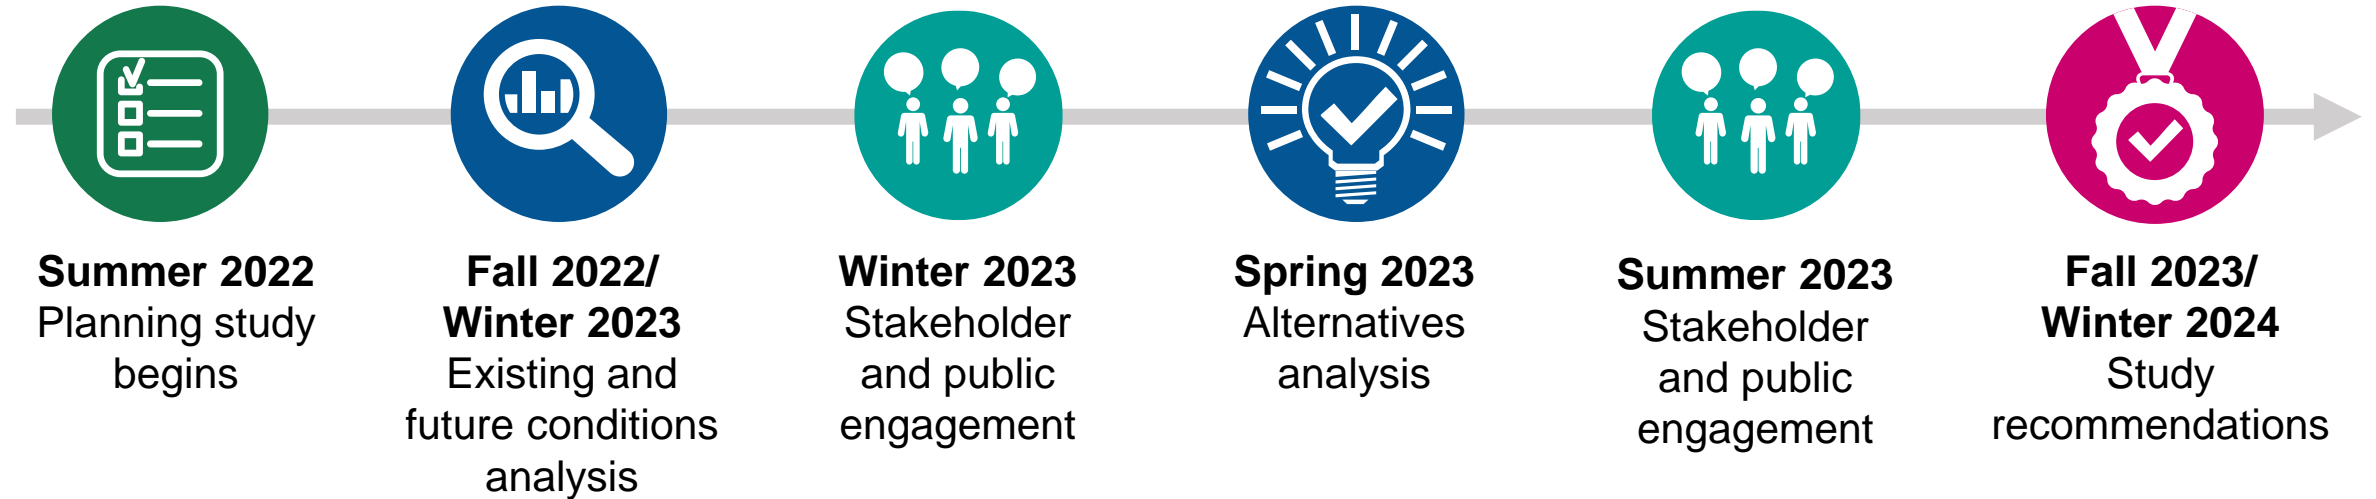 Summer 2022
Planning study
begins
Fall 2022/
Winter 2023
Existing and
future conditions
analysis
Winter 2023
Stakeholder
and public
engagement
Spring 2023
Alternatives
analysis
Summer 2023
Stakeholder
and public
engagement
Fall 2023/
Winter 2024
Study
recommendations